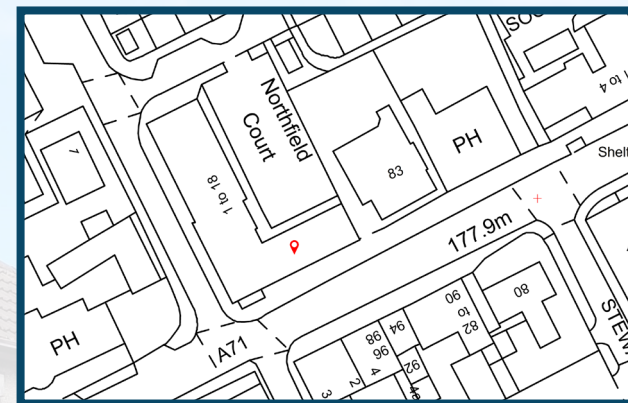 SOU
1 to 4
Northfield
Court
7
1 to 18
PH
83
Shelt
177.9m
PH
A71
90
to
82
80
94
98
96
92
4
2
3
STEW